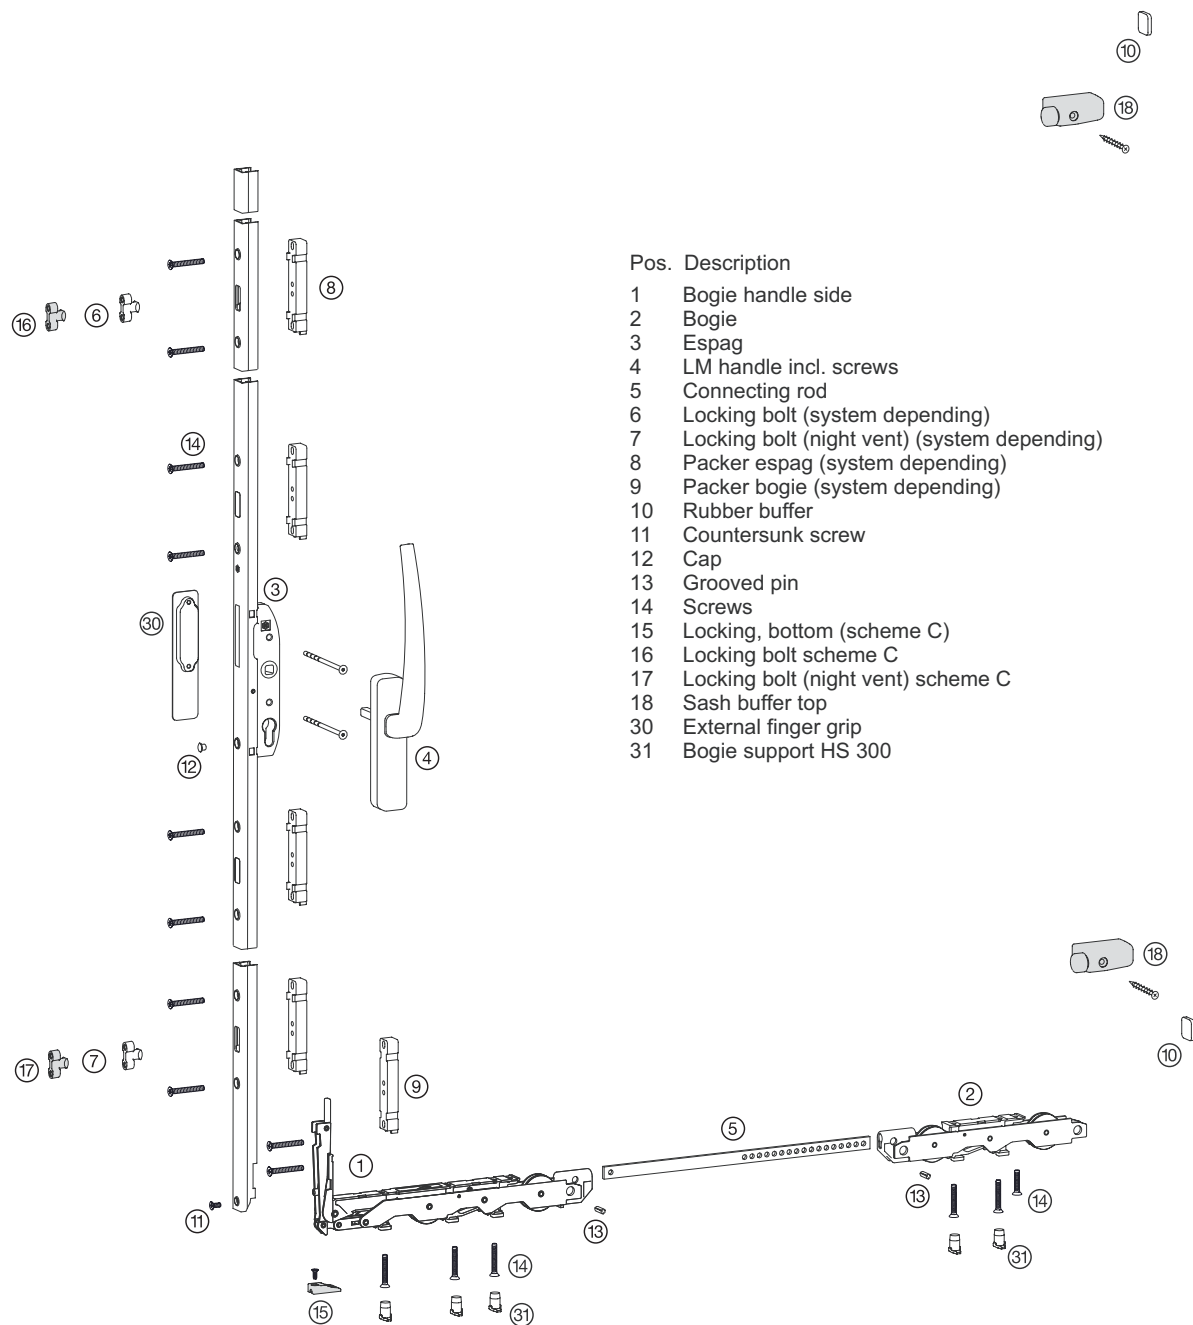 10
18
Pos. Description
1 Bogie handle side
2 Bogie
3 Espag
4 LM handle incl. screws
5 Connecting rod
6 Locking bolt (system depending)
7 Locking bolt (night vent) (system depending)
8 Packer espag (system depending)
9 Packer bogie (system depending)
10 Rubber buffer
11 Countersunk screw
12 Cap
13 Grooved pin
14 Screws
15 Locking, bottom (scheme C)
16 Locking bolt scheme C
17 Locking bolt (night vent) scheme C
18 Sash buffer top
30 External finger grip
31 Bogie support HS 300
8
16 6
14
3
30
12
4
18
10
17 7
9
2
5
1
13
14
11
13
31
14
15
31